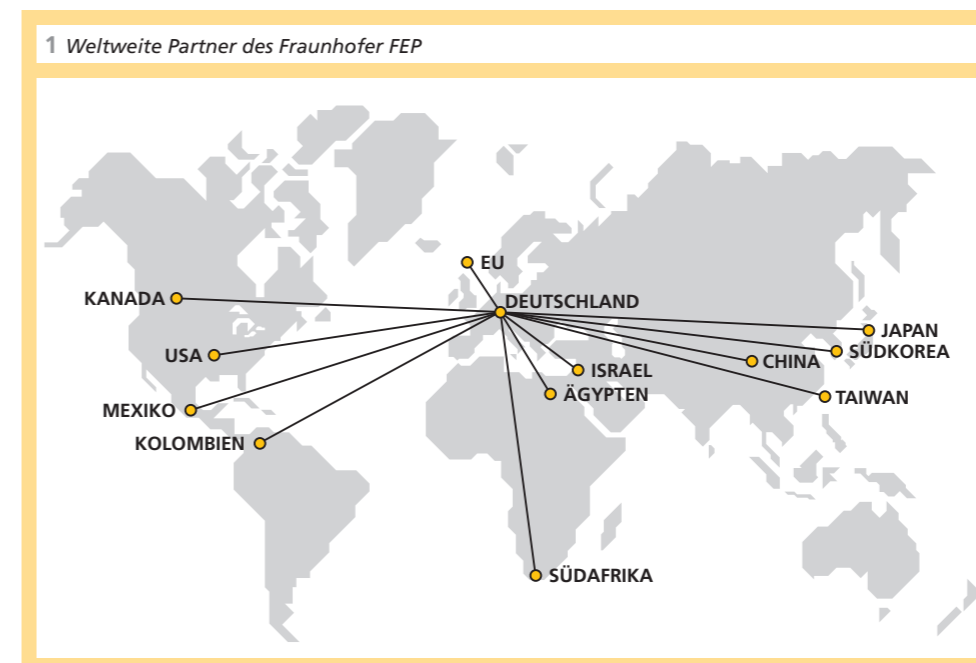 1 Weltweite Partner des Fraunhofer FEP
EU
KANADA
DEUTSCHLAND
JAPAN
SÜDKOREA
USA
CHINA
ISRAEL
ÄGYPTEN
TAIWAN
MEXIKO
KOLOMBIEN
SÜDAFRIKA